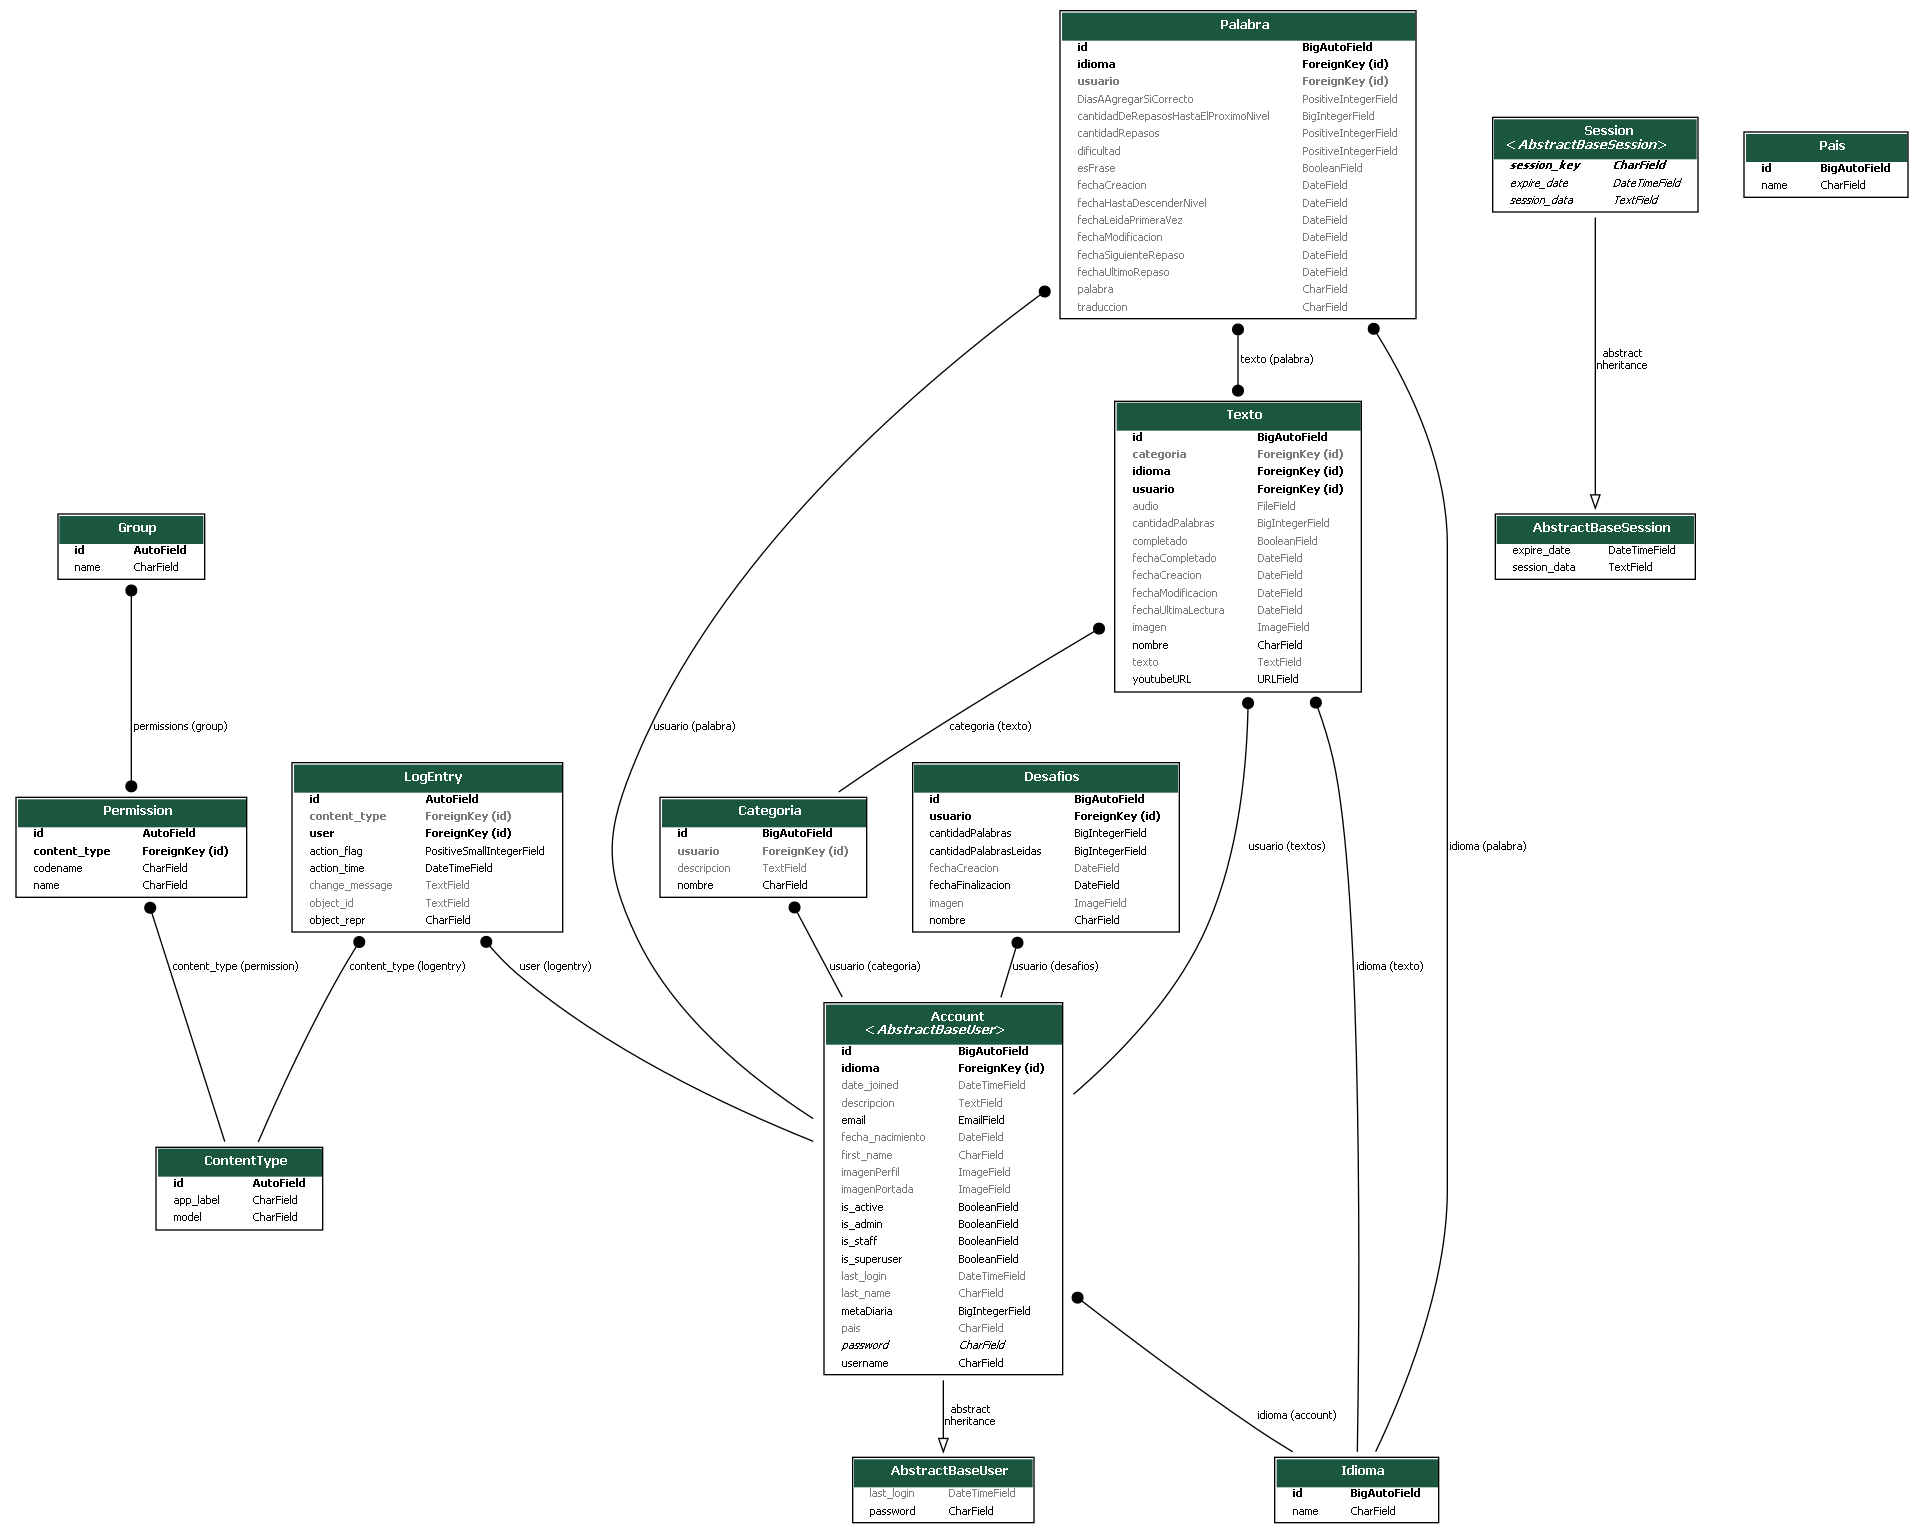 Palabra
id BigAutoField
idioma ForeignKey (id)
usuario ForeignKey (id)
DiasAAgregarSiCorrecto PositiveIntegerField
cantidadDeRepasosHastaElProximoNivel BigIntegerField
cantidadRepasos PositiveIntegerField
dificultad PositiveIntegerField
esFrase BooleanField
fechaCreacion DateField
fechaHastaDescenderNivel DateField
fechaLeidaPrimeraVez DateField
fechaModificacion DateField
fechaSiguienteRepaso DateField
fechaUltimoRepaso DateField
palabra CharField
traduccion CharField
Session
<AbstractBaseSession>
session_key CharField
expire_date DateTimeField
session_data TextField
Pais
id BigAutoField
name CharField
texto (palabra)
abstract
nheritance
Texto
id BigAutoField
categoria ForeignKey (id)
idioma ForeignKey (id)
usuario ForeignKey (id)
audio FileField
cantidadPalabras BigIntegerField
completado BooleanField
fechaCompletado DateField
fechaCreacion DateField
fechaModificacion DateField
fechaUltimaLectura DateField
imagen ImageField
nombre CharField
texto TextField
youtubeURL URLField
AbstractBaseSession
expire_date DateTimeField
session_data TextField
Group
id AutoField
name CharField
permissions (group)
usuario (palabra)
categoria (texto)
Permission
id AutoField
content_type ForeignKey (id)
codename CharField
name CharField
LogEntry
id AutoField
content_type ForeignKey (id)
user ForeignKey (id)
action_flag PositiveSmallIntegerField
action_time DateTimeField
change_message TextField
object_id TextField
object_repr CharField
Categoria
id BigAutoField
usuario ForeignKey (id)
descripcion TextField
nombre CharField
Desafios
id BigAutoField
usuario ForeignKey (id)
cantidadPalabras BigIntegerField
cantidadPalabrasLeidas BigIntegerField
fechaCreacion DateField
fechaFinalizacion DateField
imagen ImageField
nombre CharField
usuario (textos)
idioma (palabra)
content_type (permission)
content_type (logentry)
user (logentry)
usuario (categoria)
usuario (desafios)
idioma (texto)
Account
<AbstractBaseUser>
id BigAutoField
idioma ForeignKey (id)
date_joined DateTimeField
descripcion TextField
email EmailField
fecha_nacimiento DateField
first_name CharField
imagenPerfil ImageField
imagenPortada ImageField
is_active BooleanField
is_admin BooleanField
is_staff BooleanField
is_superuser BooleanField
last_login DateTimeField
last_name CharField
metaDiaria BigIntegerField
pais CharField
password CharField
username CharField
ContentType
id AutoField
app_label CharField
model CharField
abstract
nheritance
idioma (account)
AbstractBaseUser
last_login DateTimeField
password CharField
Idioma
id BigAutoField
name CharField